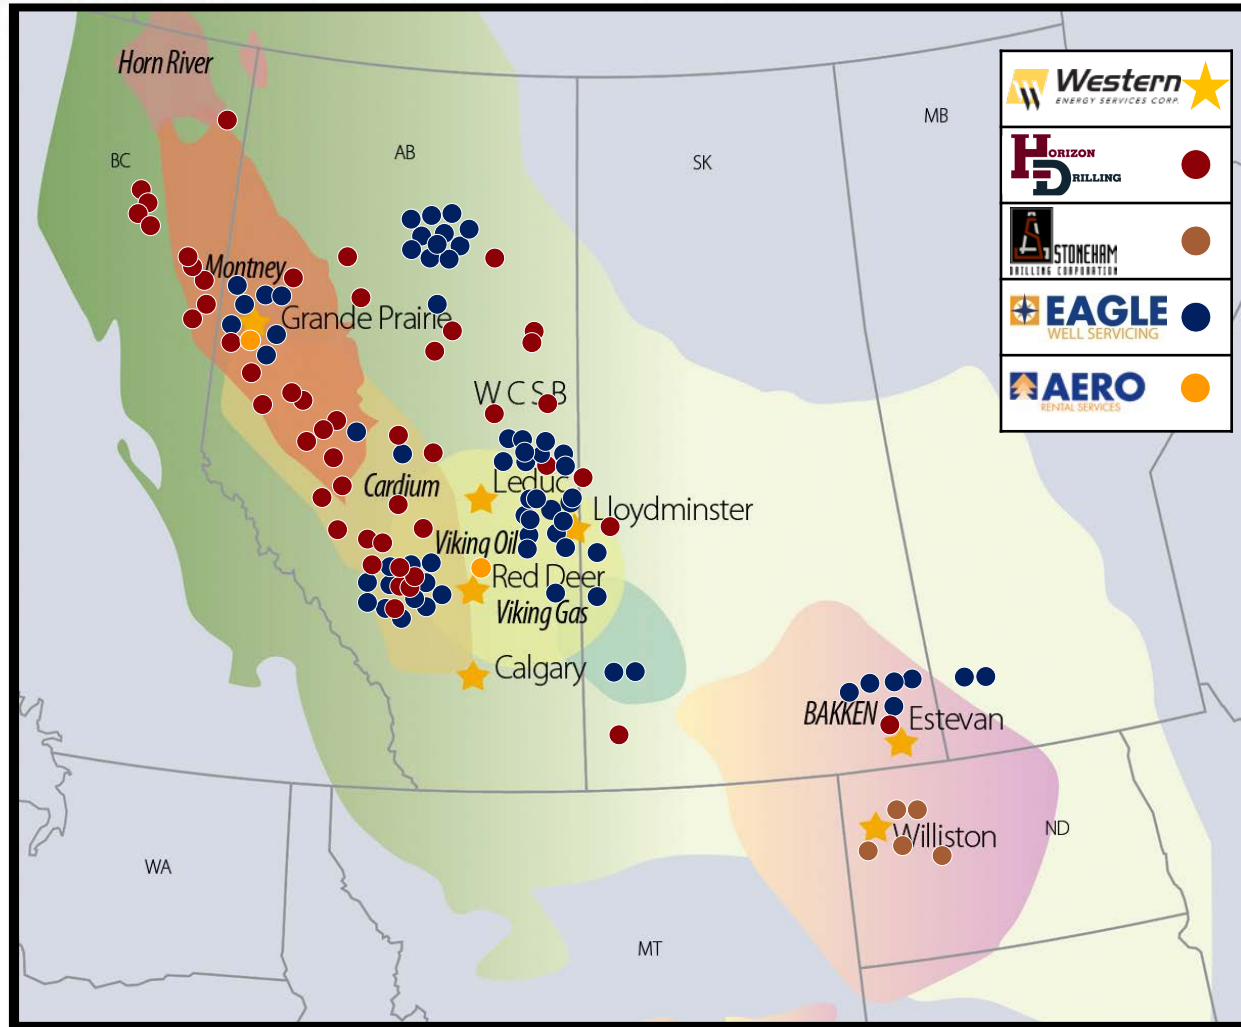 Horn River
BC
AB
SK
MB
Western
ENERGY SERVICES CORP.
HORIZON
DRILLING
STONEHAM
DRILLING CORPORATION
EAGLE
WELL SERVICING
AERO
RENTAL SERVICES
Montney
Grande Prairie
W C S B
Leduc
Cardium
Lloydminster
Viking Oil
Red Deer
Viking Gas
Calgary
BAKKEN
Estevan
Williston
ND
WA
MT